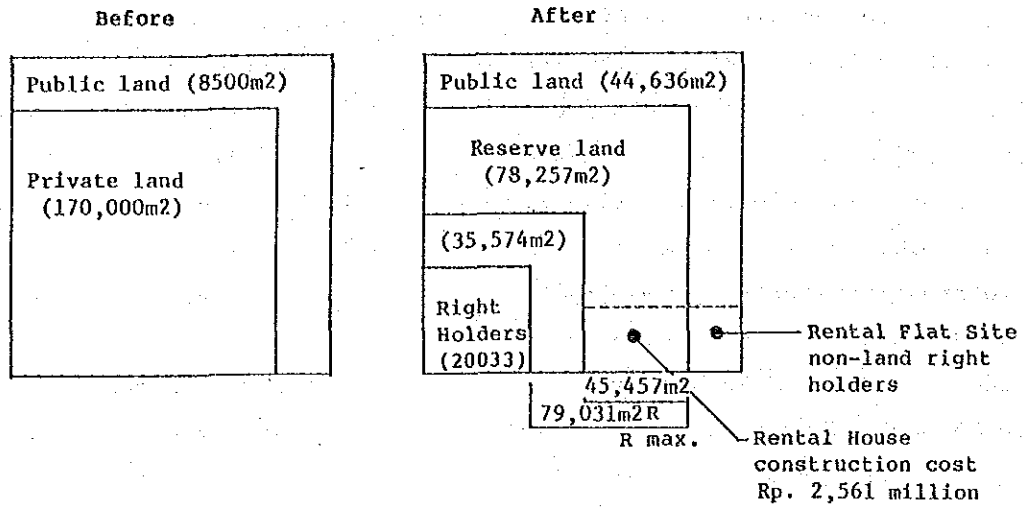 Before
After
Public land (8500m2)
Private land
(170,000m2)
Public land (44,636m2)
Reserve land
(78,257m2)
(35,574m2)
Right
Holders
(20033)
Rental Flat Site
non-land right
holders
45,457m2
79,031m2 R
R max.
Rental House
construction cost
Rp. 2,561 million